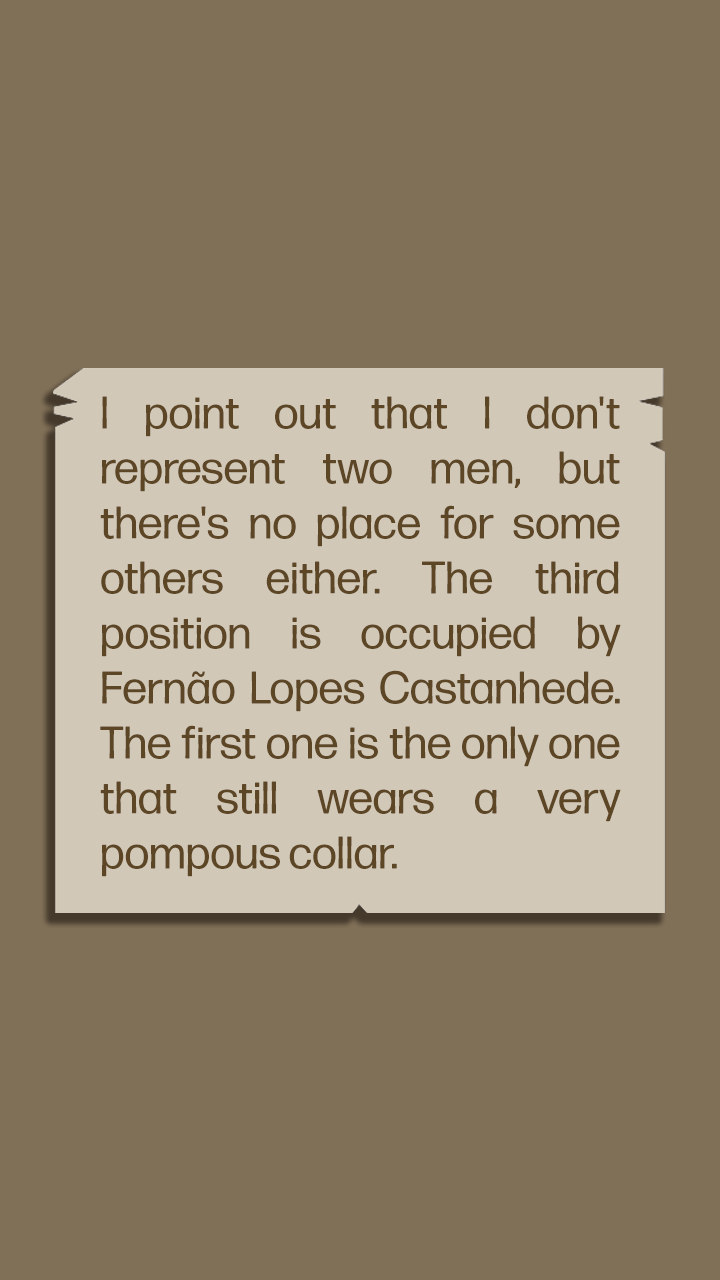 I point out that I don't
represent two men, but
there's no place for some
others either. The third
position is occupied by
Fernão Lopes Castanhede.
The first one is the only one
that still wears a very
pompous collar.